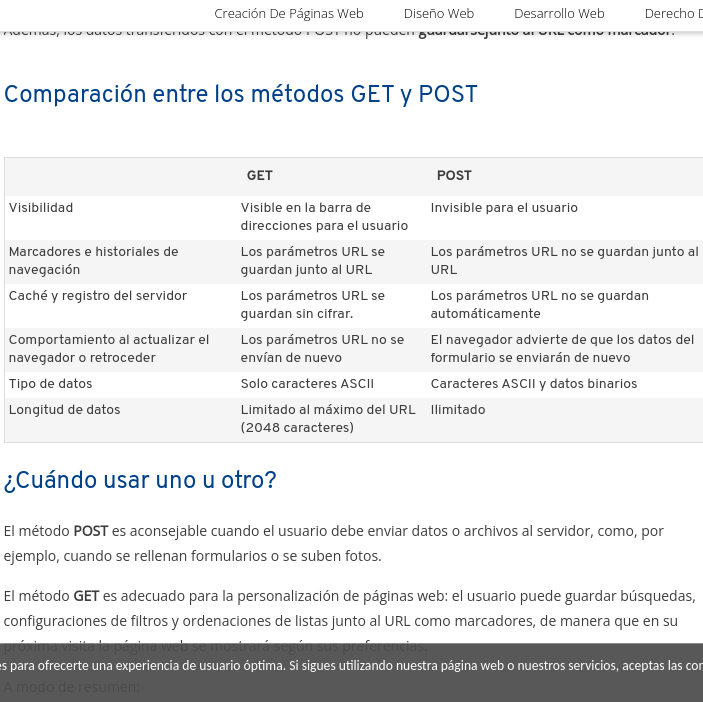 Creación De Páginas Web Diseño Web Desarrollo Web Derecho D
Además, los datos transferidos con el método POST no pueden guardarse junto al URL como marcador.
Comparación entre los métodos GET y POST
GET POST
Visibilidad Visible en la barra de direcciones para el usuario Invisible para el usuario
Marcadores e historiales de navegación Los parámetros URL se guardan junto al URL Los parámetros URL no se guardan junto al URL
Caché y registro del servidor Los parámetros URL se guardan sin cifrar. Los parámetros URL no se guardan automáticamente
Comportamiento al actualizar el navegador o retroceder Los parámetros URL no se envían de nuevo El navegador advierte de que los datos del formulario se enviarán de nuevo
Tipo de datos Solo caracteres ASCII Caracteres ASCII y datos binarios
Longitud de datos Limitado al máximo del URL (2048 caracteres) Ilimitado
¿Cuándo usar uno u otro?
El método POST es aconsejable cuando el usuario debe enviar datos o archivos al servidor, como, por
ejemplo, cuando se rellenan formularios o se suben fotos.
El método GET es adecuado para la personalización de páginas web: el usuario puede guardar búsquedas,
configuraciones de filtros y ordenaciones de listas junto al URL como marcadores, de manera que en su
próxima visita la página web se mostrará según sus preferencias.
es para ofrecerte una experiencia de usuario óptima. Si sigues utilizando nuestra página web o nuestros servicios, aceptas las con
A modo de resumen: